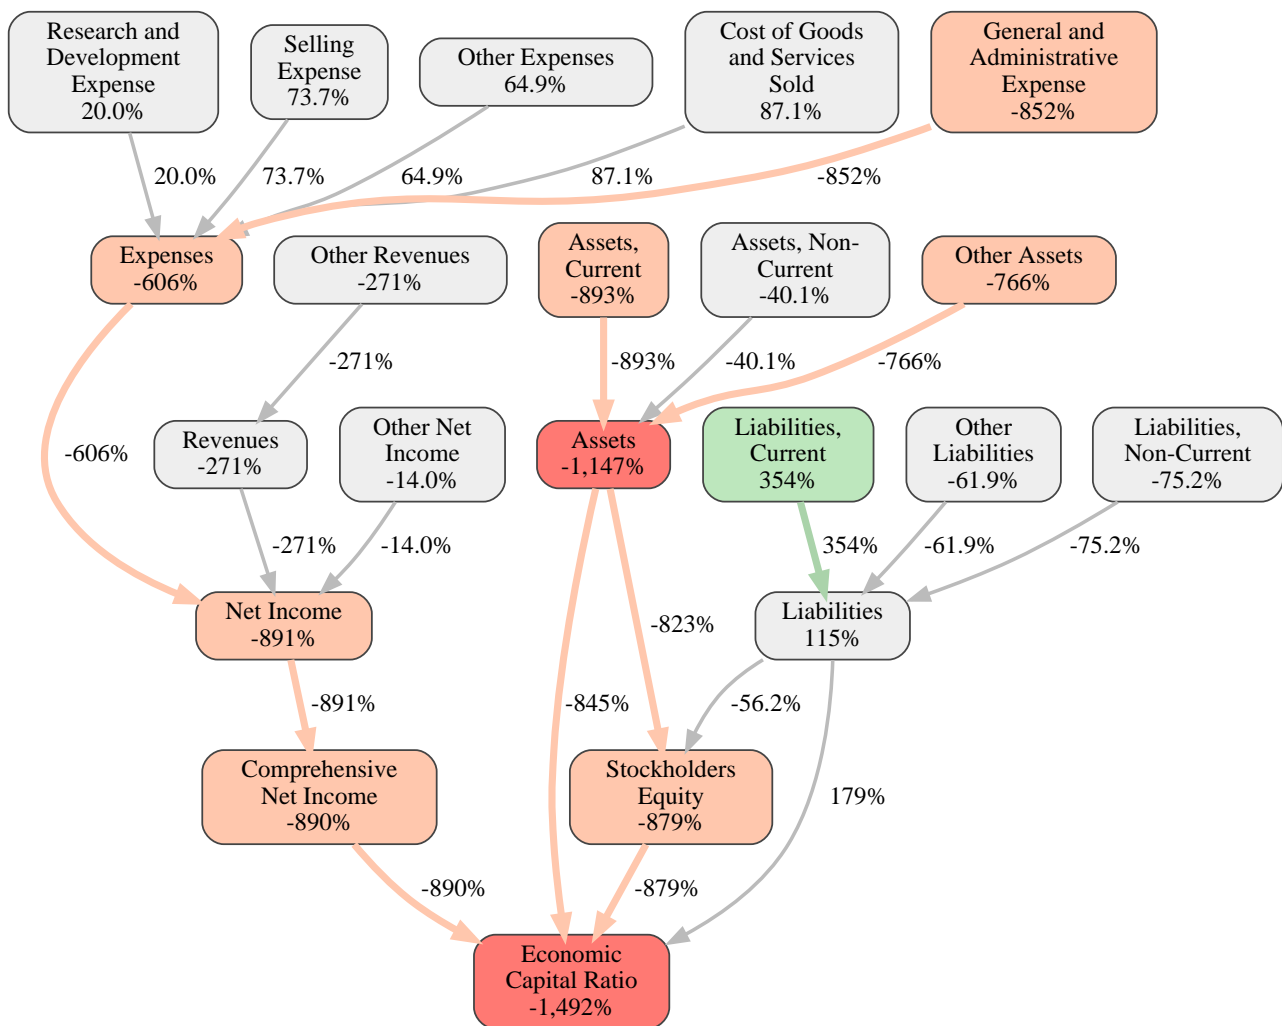 Research and
Development
Expense
20.0%
Selling
Expense
73.7%
Other Expenses
64.9%
Cost of Goods
and Services
Sold
87.1%
General and
Administrative
Expense
-852%
20.0%
73.7%
64.9%
87.1%
-852%
Expenses
-606%
Other Revenues
-271%
Assets,
Current
-893%
Assets, Non-
Current
-40.1%
Other Assets
-766%
-271%
-893%
-40.1%
-766%
-606%
Revenues
-271%
Other Net
Income
-14.0%
Assets
-1,147%
Liabilities,
Current
354%
Other
Liabilities
-61.9%
Liabilities,
Non-Current
-75.2%
-271%
-14.0%
354%
-61.9%
-75.2%
Net Income
-891%
-823%
Liabilities
115%
-891%
-845%
-56.2%
179%
Comprehensive
Net Income
-890%
Stockholders
Equity
-879%
-890%
-879%
Economic
Capital Ratio
-1,492%